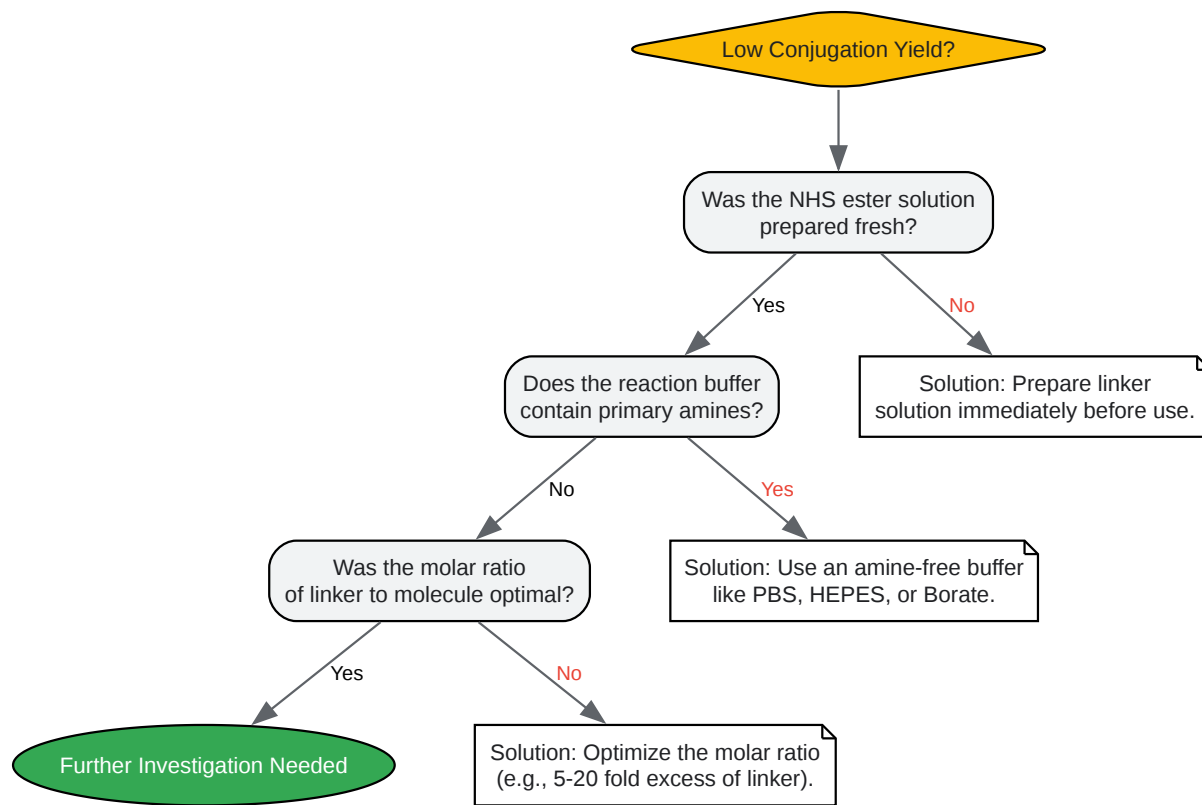 Low Conjugation Yield?
Was the NHS ester solution
prepared fresh?
Yes
No
Does the reaction buffer
contain primary amines?
Solution: Prepare linker
solution immediately before use.
No
Yes
Was the molar ratio
of linker to molecule optimal?
Solution: Use an amine-free buffer
like PBS, HEPES, or Borate.
Yes
No
Further Investigation Needed
Solution: Optimize the molar ratio
(e.g., 5-20 fold excess of linker).